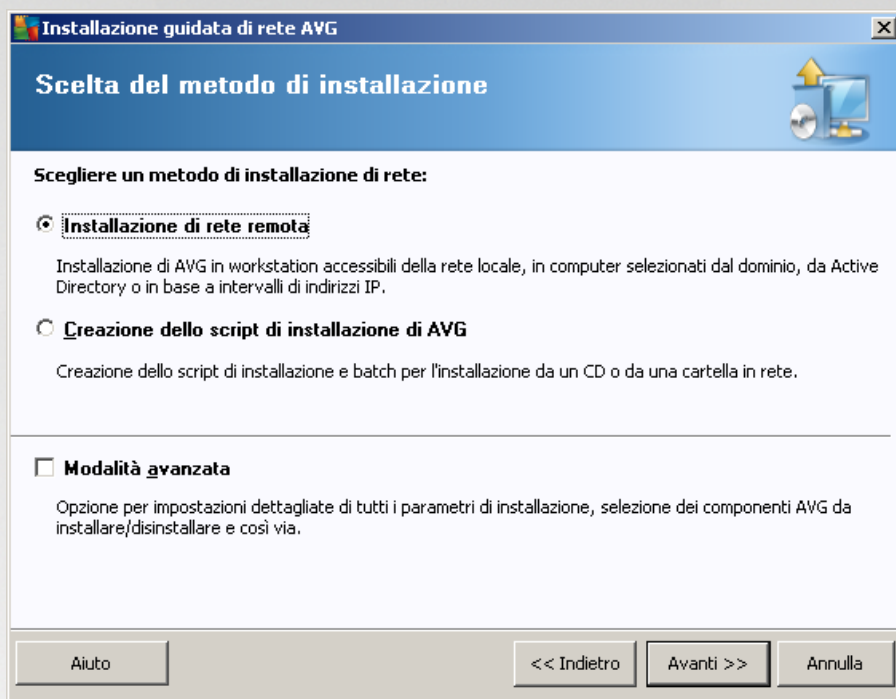 Installazione guidata di rete AVG
Scelta del metodo di installazione
Scegliere un metodo di installazione di rete:
Installazione di rete remota
Installazione di AVG in workstation accessibili della rete locale, in computer selezionati dal dominio, da Active
Directory o in base a intervalli di indirizzi IP.
Creazione dello script di installazione di AVG
Creazione dello script di installazione e batch per l'installazione da un CD o da una cartella in rete.
Modalità avanzata
Opzione per impostazioni dettagliate di tutti i parametri di installazione, selezione dei componenti AVG da
installare/disinstallare e così via.
Aiuto
<< Indietro
Avanti >>
Annulla